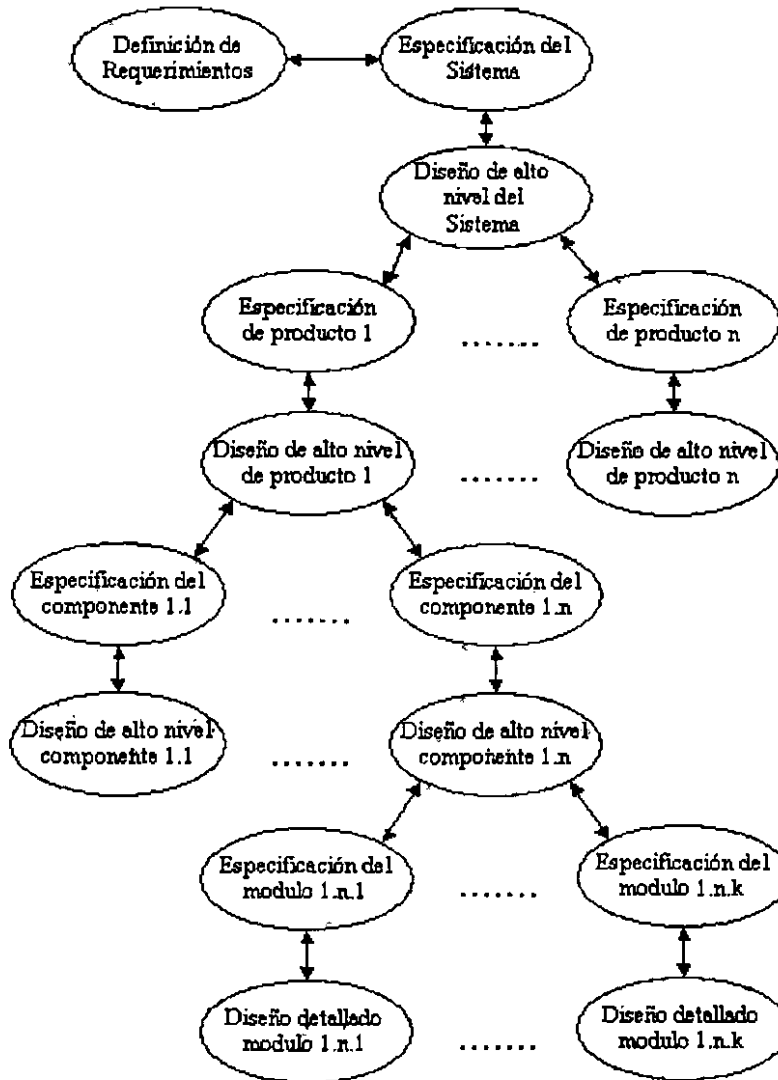 Definición de
Requerimientos
Especificación del
Sistema
Diseño de alto
nivel del
Sistema
Especificación
de producto 1
.......
Especificación
de producto n
Diseño de alto nivel
de producto 1
.......
Diseño de alto nivel
de producto n
Especificación del
componente 1.1
.......
Especificación del
componente 1.n
Diseño de alto nivel
componente 1.1
.......
Diseño de alto nivel
componente 1.n
Especificación del
modulo 1.n.1
.......
Especificación del
modulo 1.n.k
Diseño detallado
modulo 1.n.1
.......
Diseño detallado
modulo 1.n.k